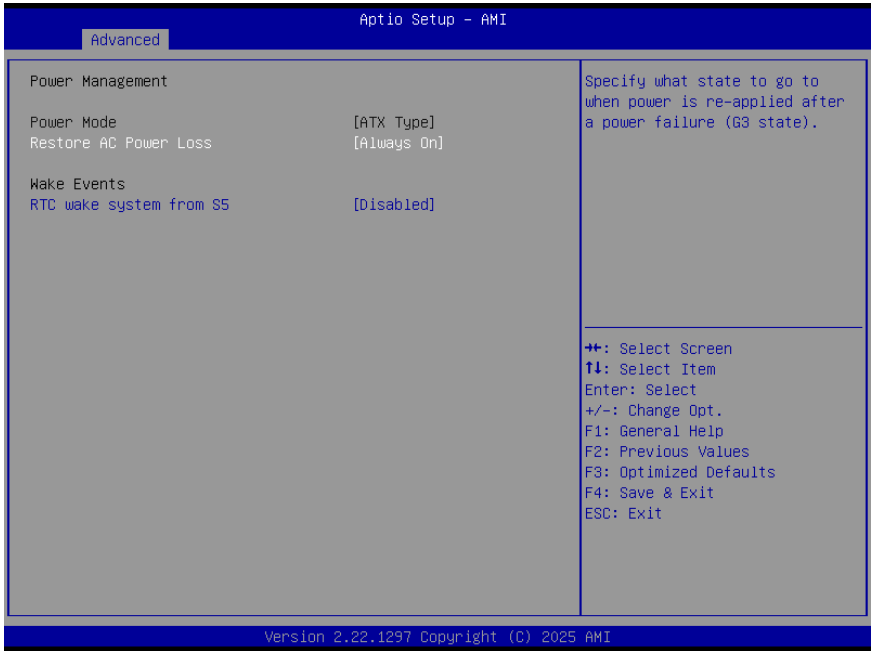 Aptio Setup – AMI
Advanced
Power Management
Power Mode [ATX Type]
Restore AC Power Loss [Always On]
Wake Events
RTC wake system from S5 [Disabled]
Specify what state to go to
when power is re-applied after
a power failure (G3 state).
→←: Select Screen
↑↓: Select Item
Enter: Select
+/-: Change Opt.
F1: General Help
F2: Previous Values
F3: Optimized Defaults
F4: Save & Exit
ESC: Exit
Version 2.22.1297 Copyright (C) 2025 AMI